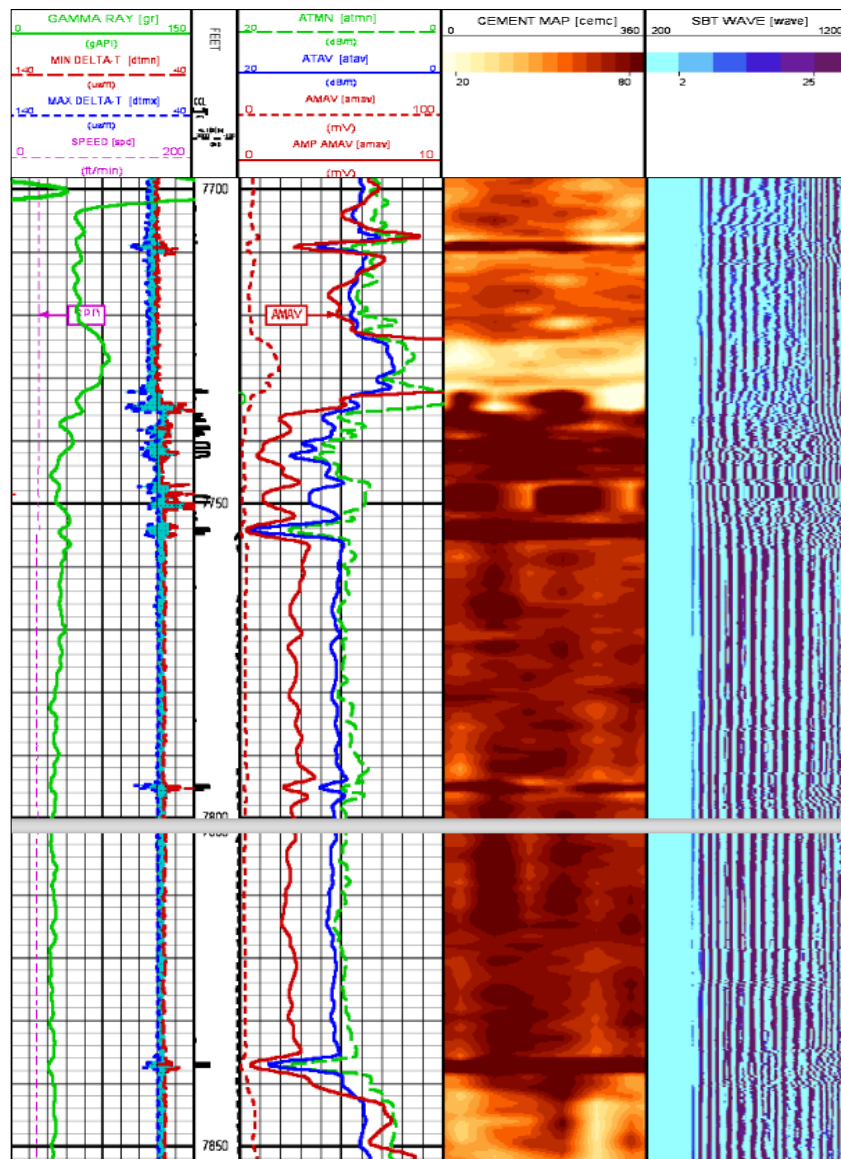 GAMMA RAY [gr]
0 150
(gAPI)
MIN DELTA-T [dtmn]
140 40
(us/ft)
MAX DELTA-T [dtmx]
140 40
(us/ft)
SPEED [spd]
0 200
(ft/min)
FEET
ATMN [atmn]
20 0
(dB/ft)
ATAV [atav]
20 0
(dB/ft)
AMAV [amav]
0 100
(mV)
AMP AMAV [amav]
0 10
(mV)
CEMENT MAP [cemc]
0 360
20 80
SBT WAVE [wave]
200 1200
2 25
7700
AMAV
7750
7800
7850